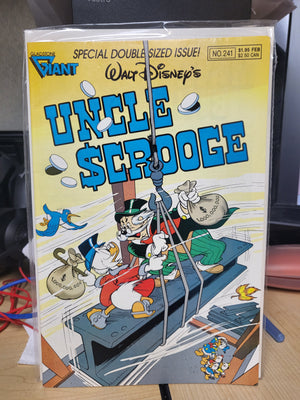 GLADSTONE
GIANT
SPECIAL DOUBLE-SIZED ISSUE!
NO. 241
$1.95 FEB
$2.50 CAN
WALT DISNEY'S
UNCLE
$CROOGE